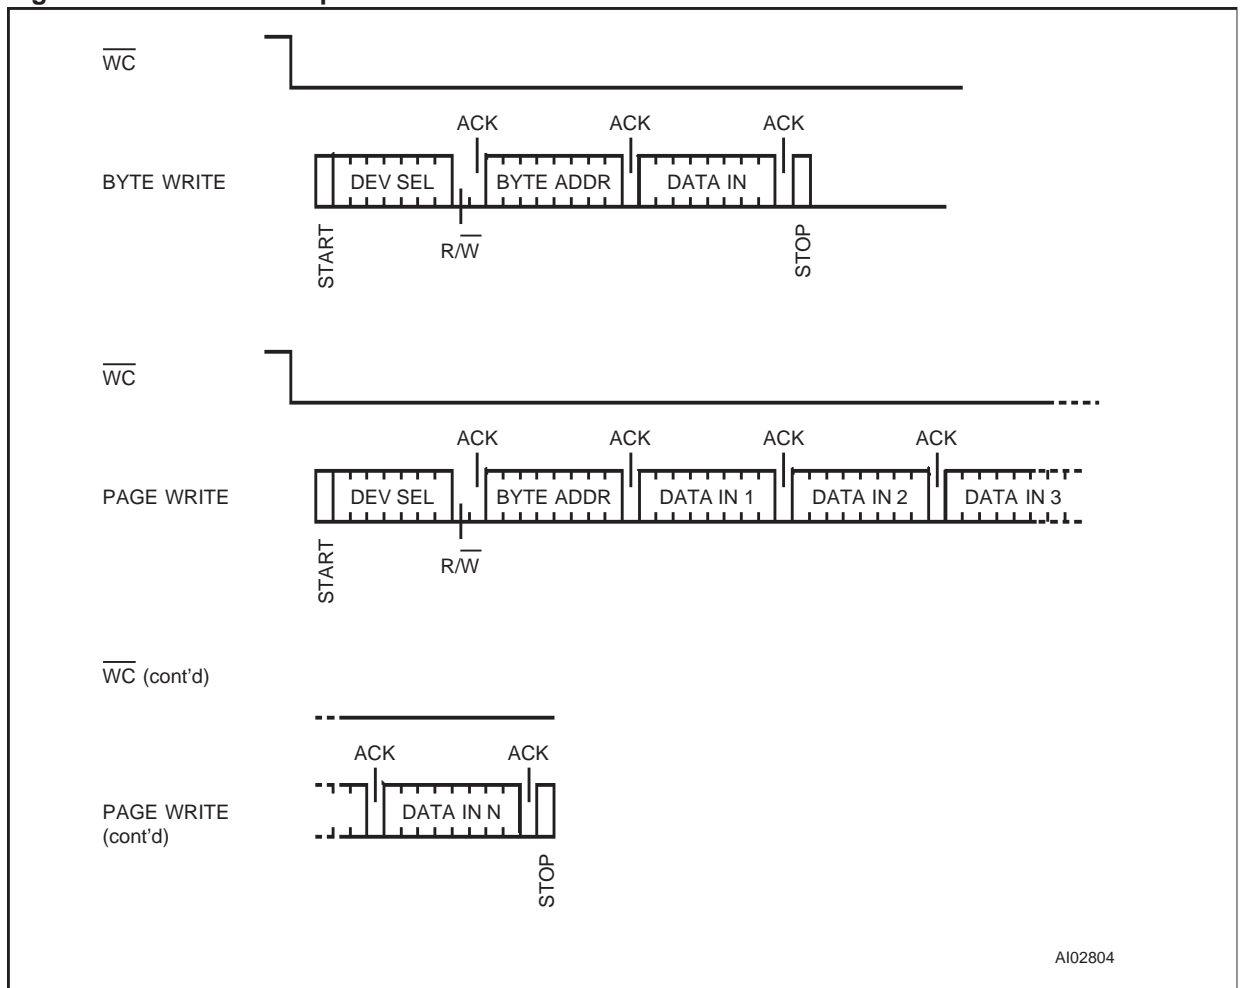 WC
ACK ACK ACK
BYTE WRITE DEV SEL BYTE ADDR DATA IN
R/W
START STOP
WC
ACK ACK ACK ACK
PAGE WRITE DEV SEL BYTE ADDR DATA IN 1 DATA IN 2 DATA IN 3
R/W
START
WC (cont'd)
ACK ACK
PAGE WRITE DATA IN N
(cont'd)
STOP
AI02804